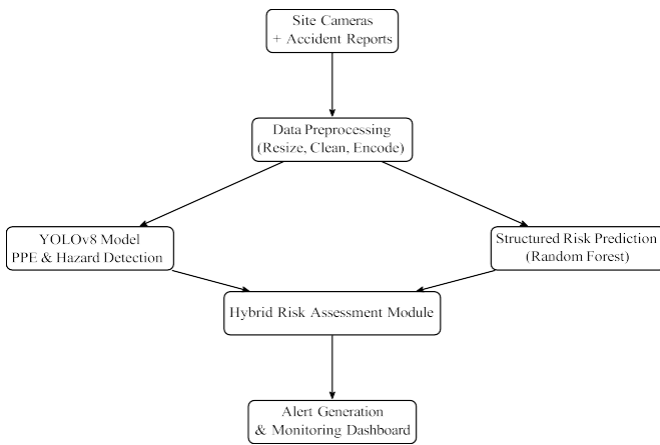 Site Cameras
+ Accident Reports
Data Preprocessing
(Resize, Clean, Encode)
YOLOv8 Model
PPE & Hazard Detection
Structured Risk Prediction
(Random Forest)
Hybrid Risk Assessment Module
Alert Generation
& Monitoring Dashboard